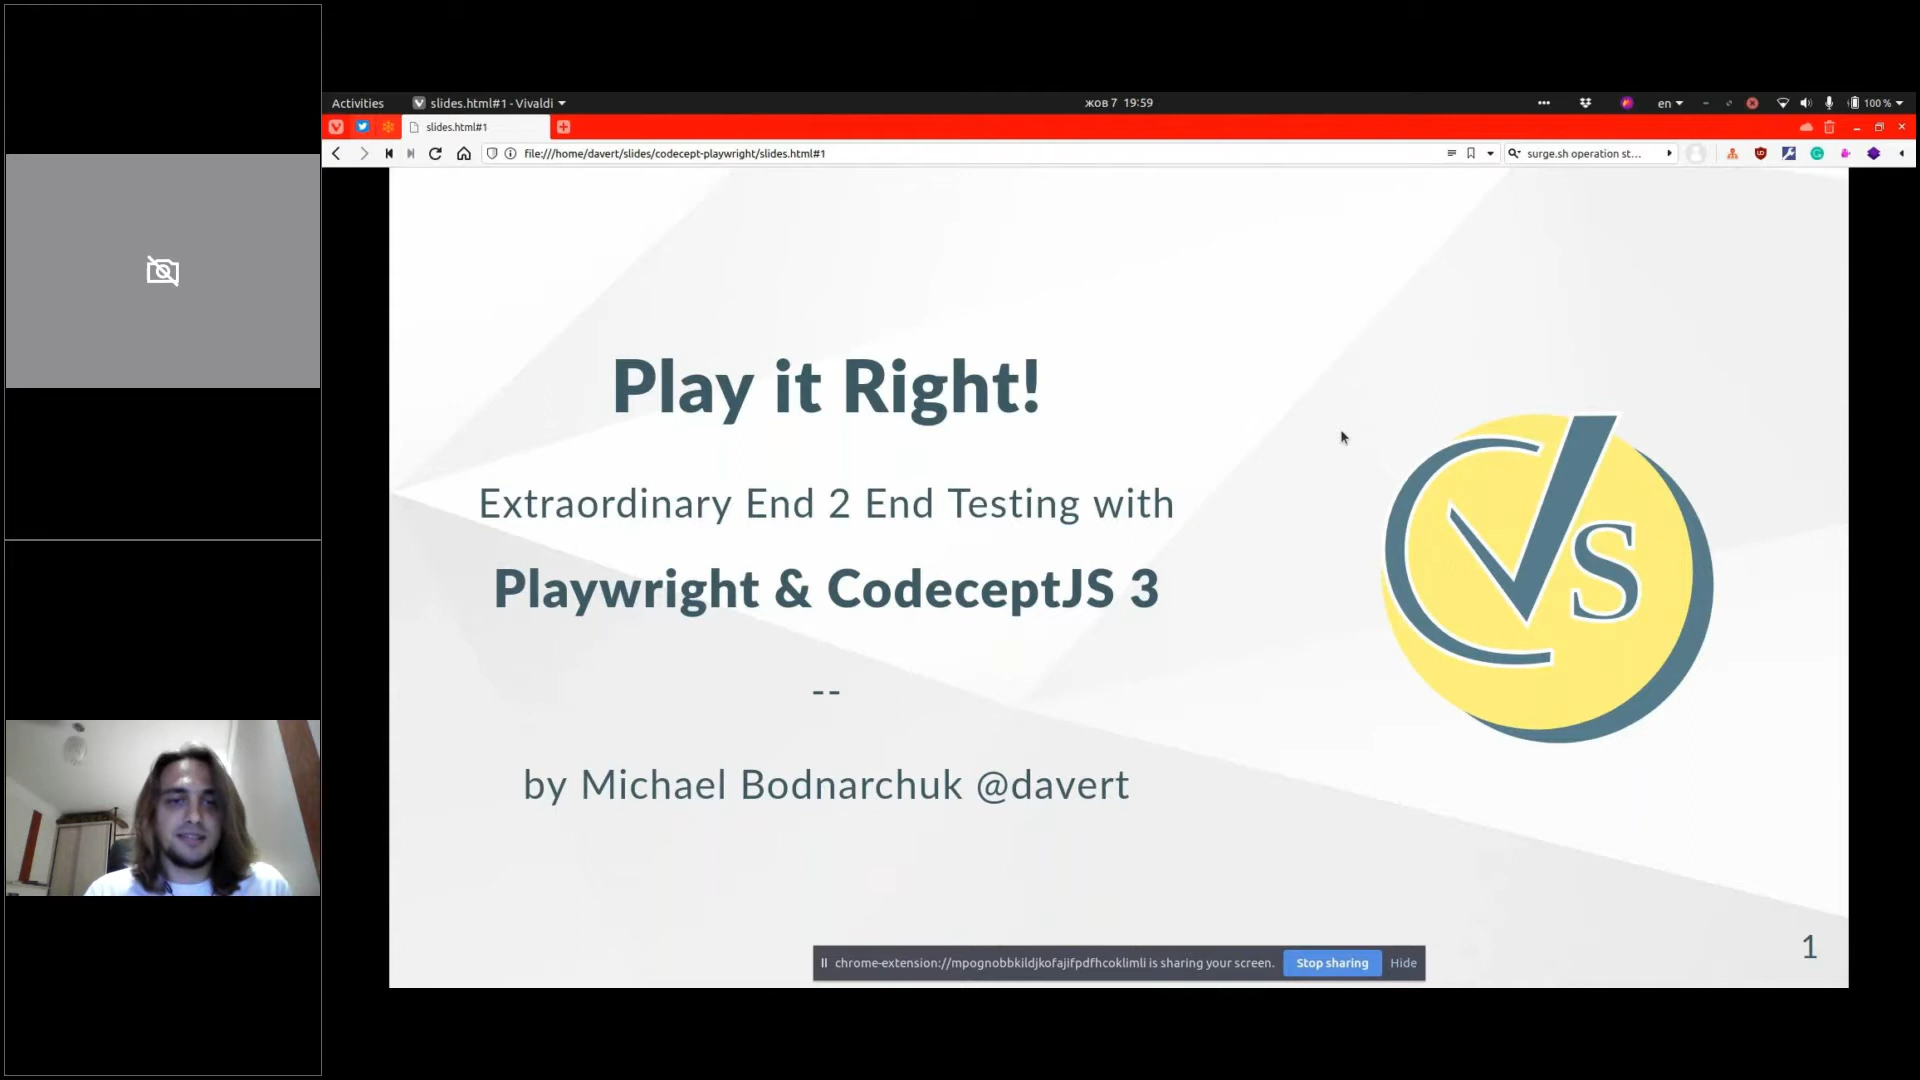 Activities
slides.html#1 - Vivaldi
жов 7 19:59
en
100 %
slides.html#1
file:///home/davert/slides/codecept-playwright/slides.html#1
surge.sh operation st...
Play it Right!
Extraordinary End 2 End Testing with
Playwright & CodeceptJS 3
--
by Michael Bodnarchuk @davert
CVs
chrome-extension://mpognobbkildjkofajifpdfhcoklimli is sharing your screen.
Stop sharing
Hide
1